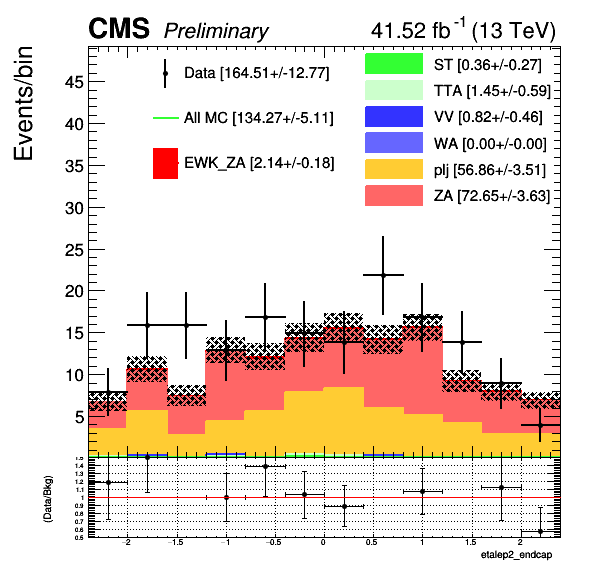 CMS Preliminary 41.52 fb⁻¹ (13 TeV)
Events/bin
45
40
35
30
25
20
15
10
5
Data [164.51+/-12.77]
All MC [134.27+/-5.11]
EWK_ZA [2.14+/-0.18]
ST [0.36+/-0.27]
TTA [1.45+/-0.59]
VV [0.82+/-0.46]
WA [0.00+/-0.00]
plj [56.86+/-3.51]
ZA [72.65+/-3.63]
(Data/Bkg)
1.5
1.4
1.3
1.2
1.1
1
0.9
0.8
0.7
0.6
0.5
−2 −1.5 −1 −0.5 0 0.5 1 1.5 2
etalep2_endcap